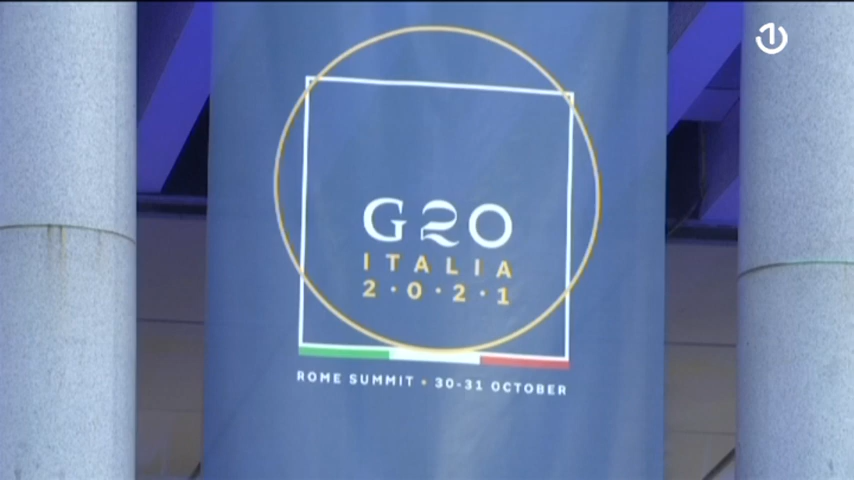 G20
ITALIA
2·0·2·1
ROME SUMMIT • 30-31 OCTOBER